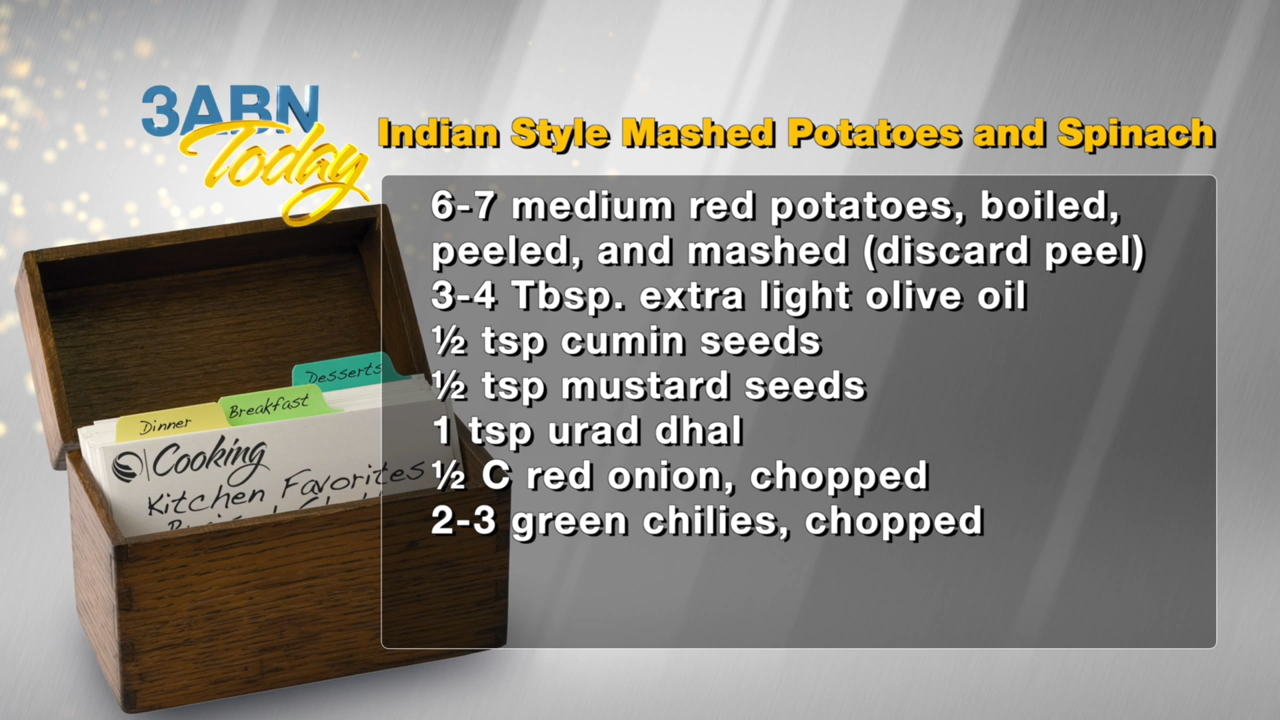 3ABN
Today
Indian Style Mashed Potatoes and Spinach
6-7 medium red potatoes, boiled,
peeled, and mashed (discard peel)
3-4 Tbsp. extra light olive oil
½ tsp cumin seeds
½ tsp mustard seeds
1 tsp urad dhal
½ C red onion, chopped
2-3 green chilies, chopped
Desserts
Breakfast
Dinner
Cooking
Kitchen Favorites